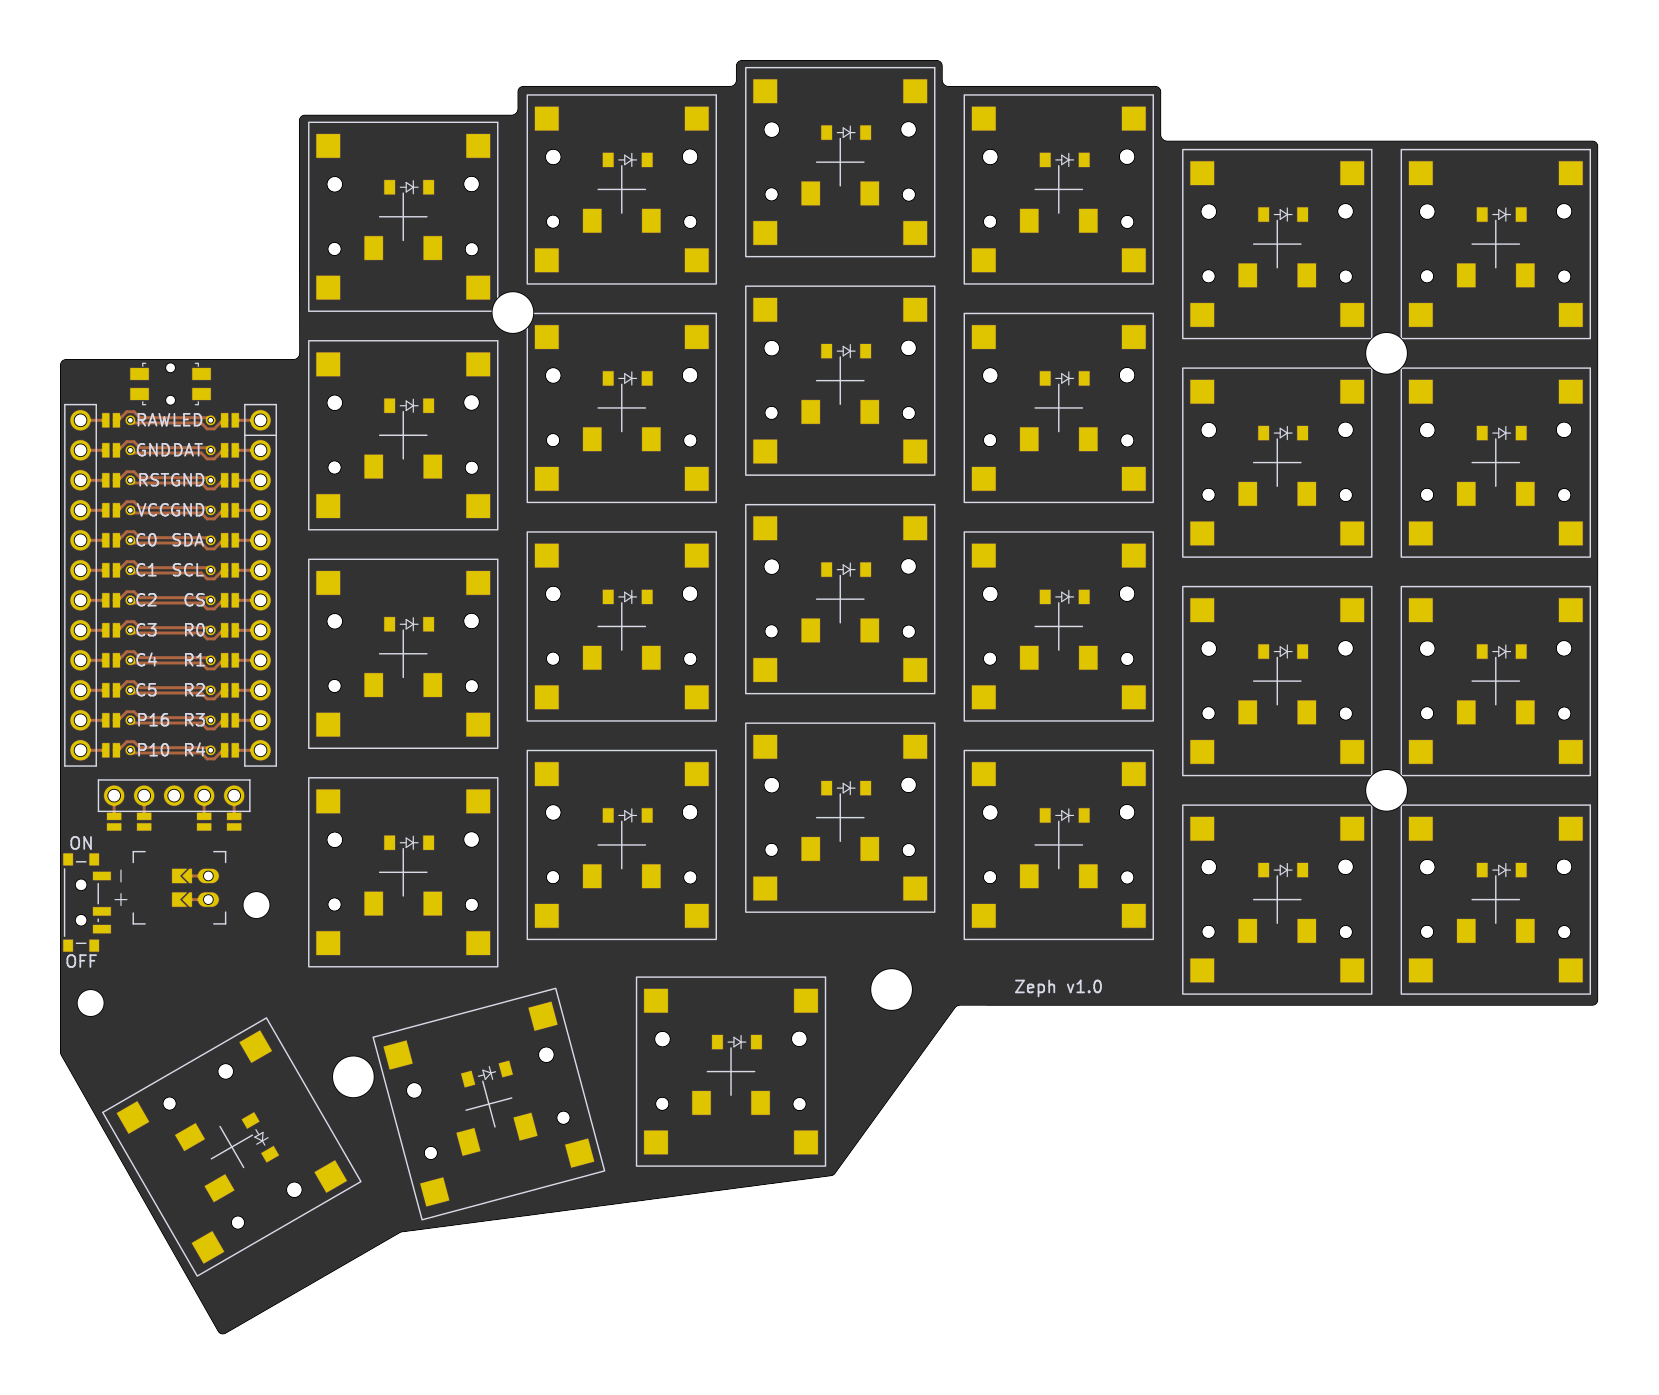 RAW LED
GND DAT
RST GND
VCC GND
C0 SDA
C1 SCL
C2 CS
C3 R0
C4 R1
C5 R2
P16 R3
P10 R4
ON
OFF
Zeph v1.0